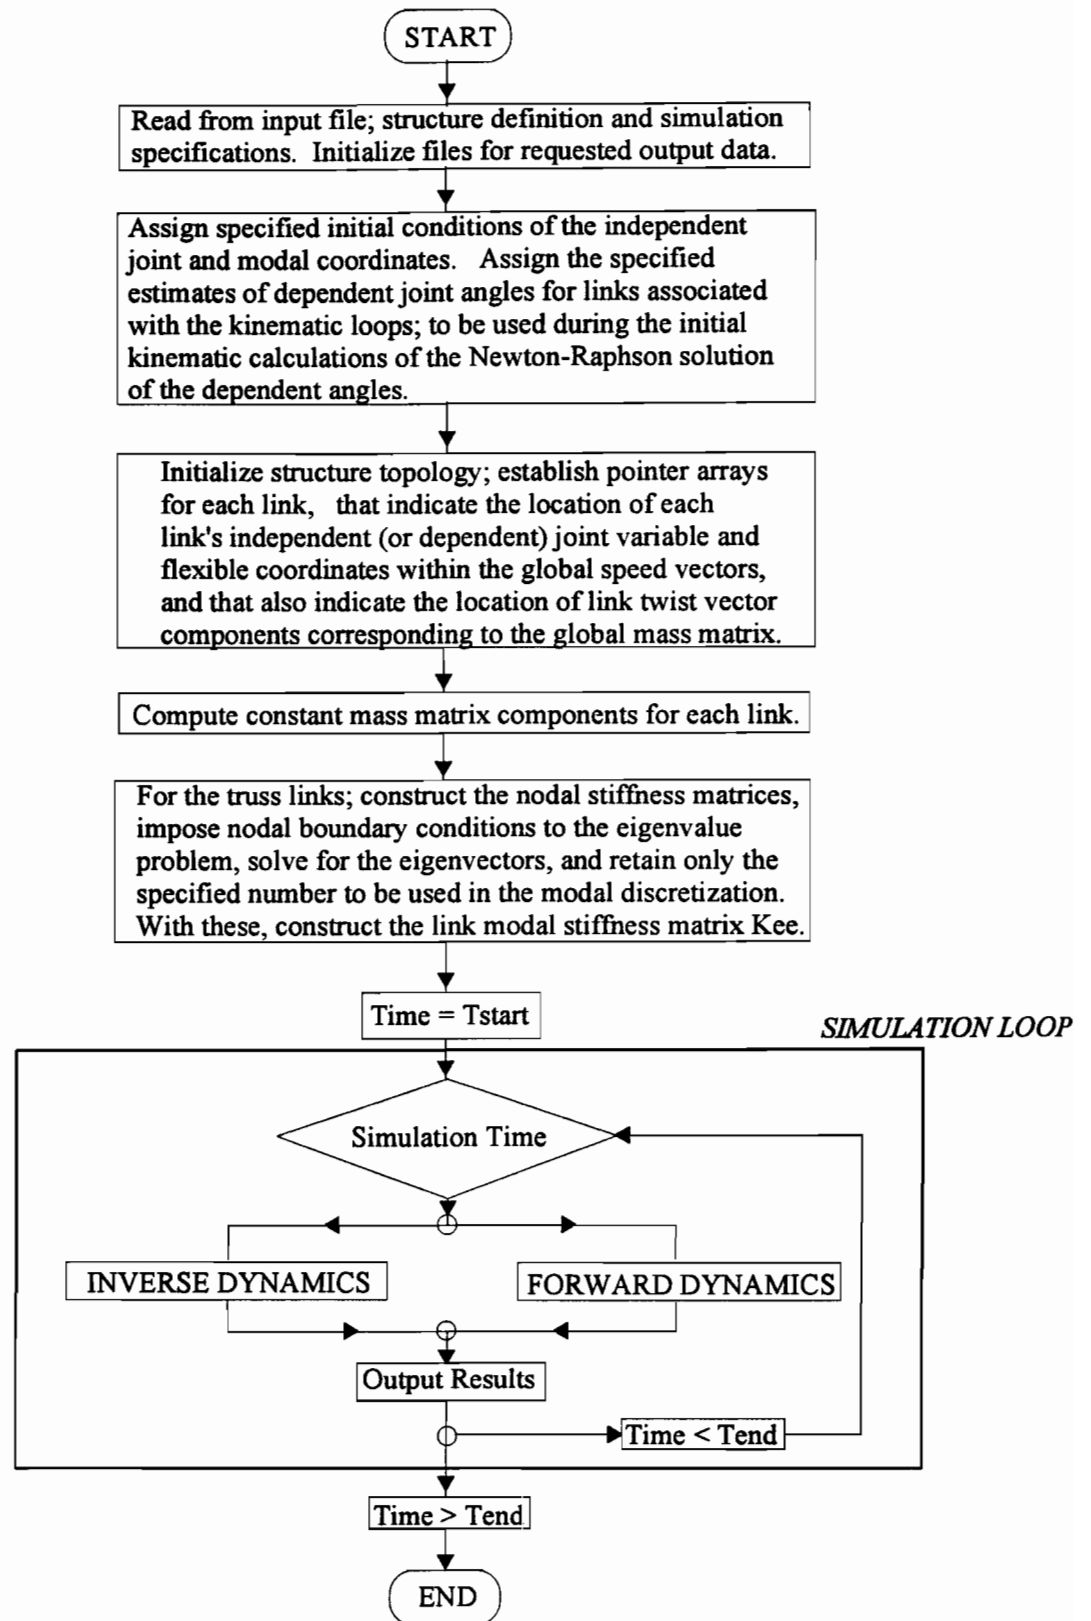 START
Read from input file; structure definition and simulation
specifications. Initialize files for requested output data.
Assign specified initial conditions of the independent
joint and modal coordinates. Assign the specified
estimates of dependent joint angles for links associated
with the kinematic loops; to be used during the initial
kinematic calculations of the Newton-Raphson solution
of the dependent angles.
Initialize structure topology; establish pointer arrays
for each link, that indicate the location of each
link's independent (or dependent) joint variable and
flexible coordinates within the global speed vectors,
and that also indicate the location of link twist vector
components corresponding to the global mass matrix.
Compute constant mass matrix components for each link.
For the truss links; construct the nodal stiffness matrices,
impose nodal boundary conditions to the eigenvalue
problem, solve for the eigenvectors, and retain only the
specified number to be used in the modal discretization.
With these, construct the link modal stiffness matrix Kee.
Time = Tstart
SIMULATION LOOP
Simulation Time
INVERSE DYNAMICS
FORWARD DYNAMICS
Output Results
Time < Tend
Time > Tend
END